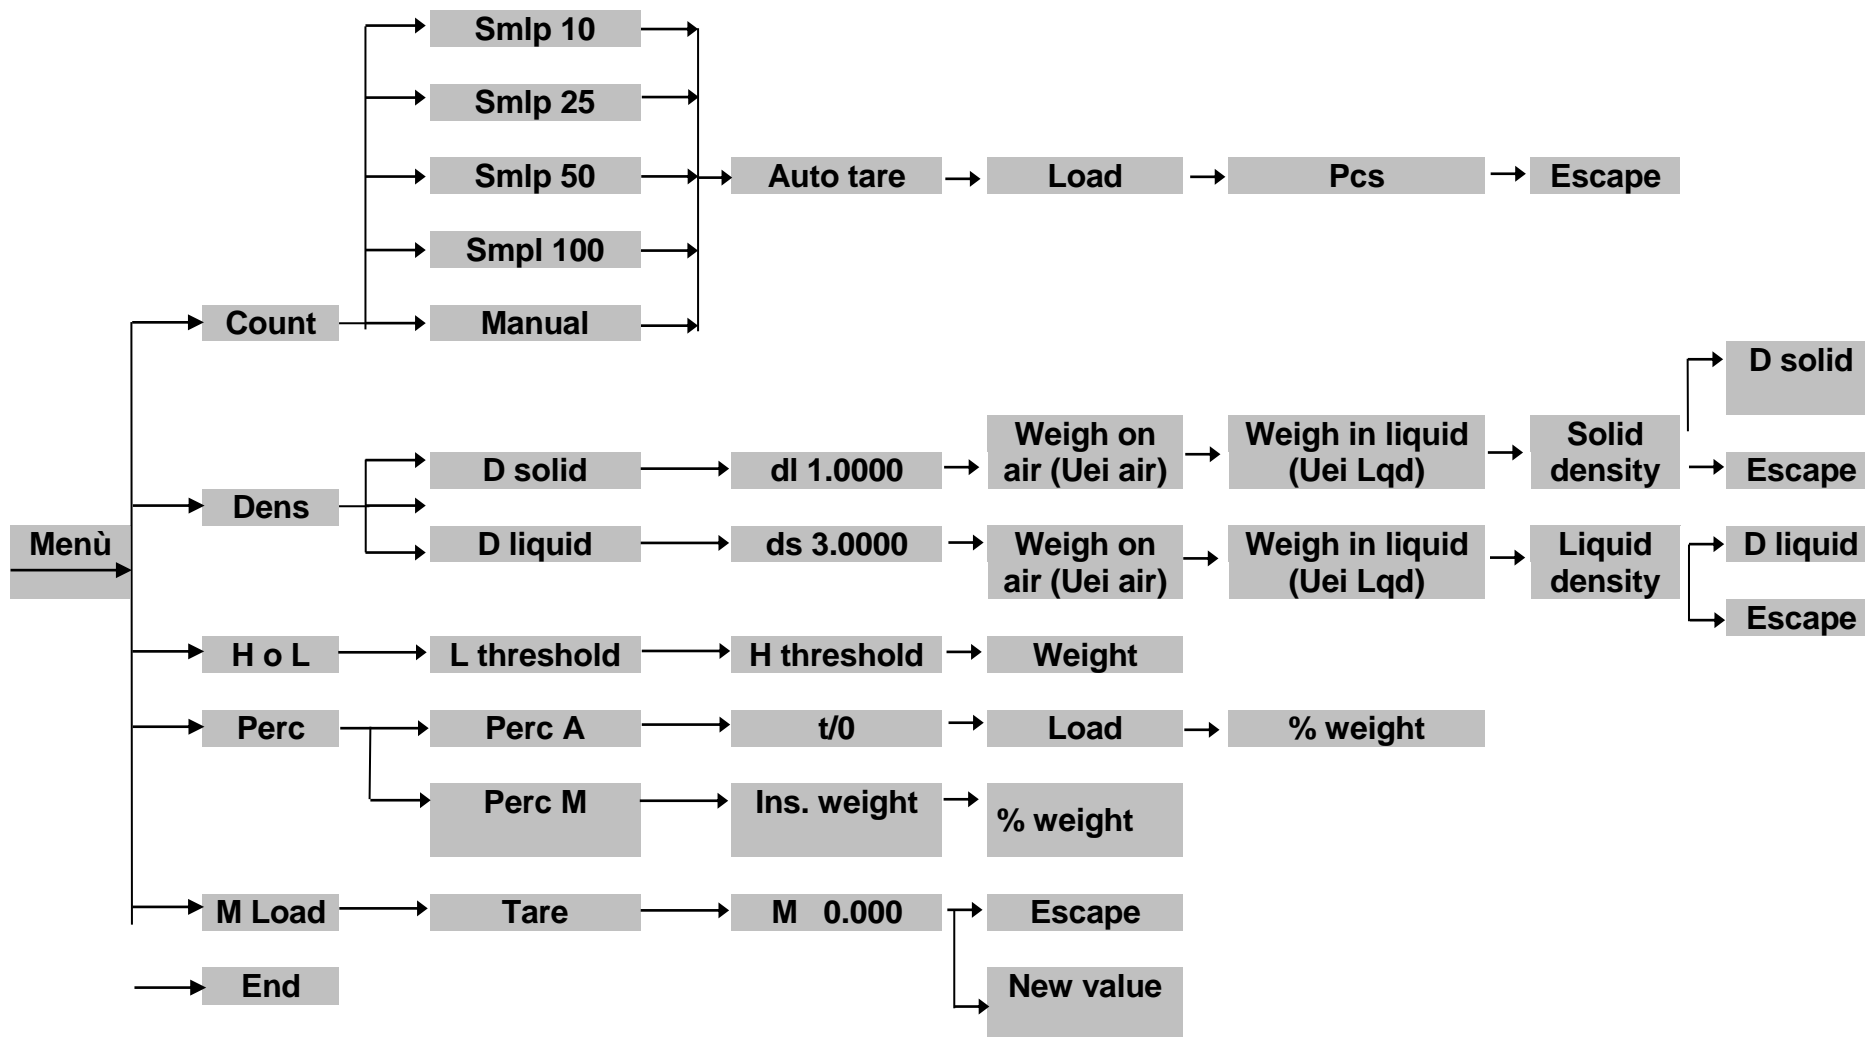 Smlp 10
Smlp 25
Smlp 50
Auto tare
Load
Pcs
Escape
Smpl 100
Count
Manual
D solid
Dens
D solid
dl 1.0000
Weigh on
air (Uei air)
Weigh in liquid
(Uei Lqd)
Solid
density
Escape
Menù
D liquid
ds 3.0000
Weigh on
air (Uei air)
Weigh in liquid
(Uei Lqd)
Liquid
density
D liquid
Escape
H o L
L threshold
H threshold
Weight
Perc
Perc A
t/0
Load
% weight
Perc M
Ins. weight
% weight
M Load
Tare
M 0.000
Escape
End
New value